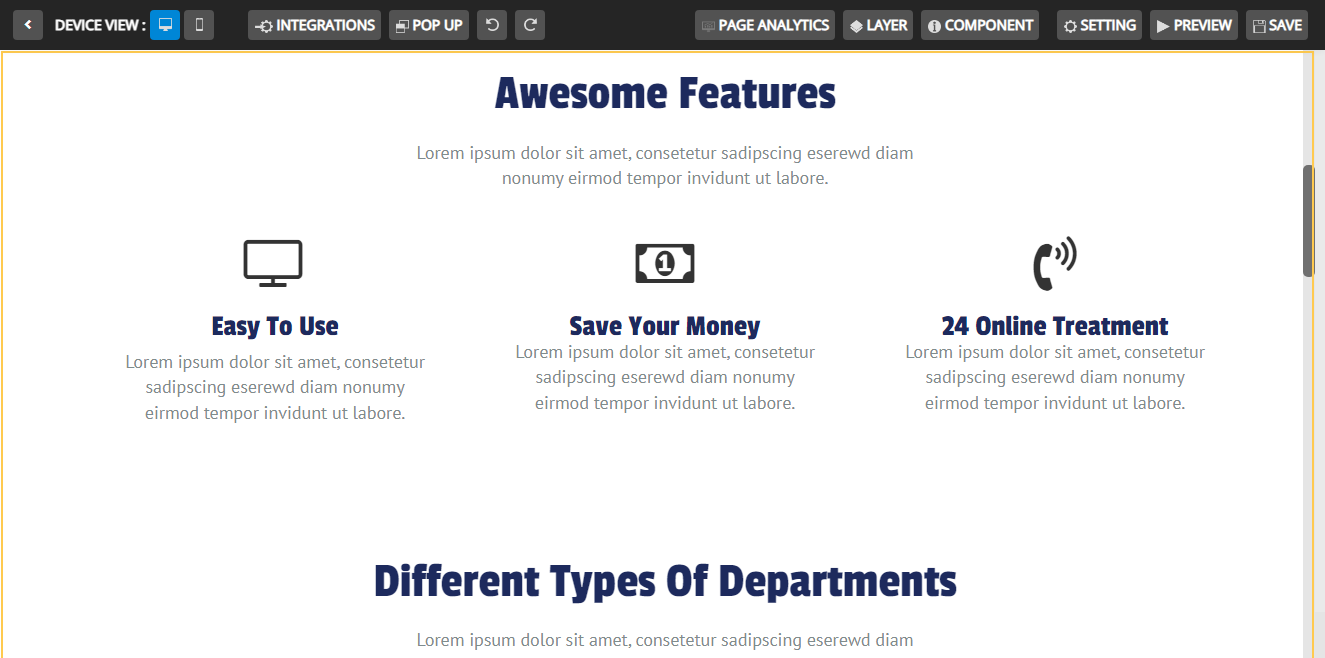 DEVICE VIEW :
INTEGRATIONS
POP UP
PAGE ANALYTICS
LAYER
COMPONENT
SETTING
PREVIEW
SAVE
Awesome Features
Lorem ipsum dolor sit amet, consetetur sadipscing eserewd diam
nonumy eirmod tempor invidunt ut labore.
1
Easy To Use
Lorem ipsum dolor sit amet, consetetur
sadipscing eserewd diam nonumy
eirmod tempor invidunt ut labore.
Save Your Money
Lorem ipsum dolor sit amet, consetetur
sadipscing eserewd diam nonumy
eirmod tempor invidunt ut labore.
24 Online Treatment
Lorem ipsum dolor sit amet, consetetur
sadipscing eserewd diam nonumy
eirmod tempor invidunt ut labore.
Different Types Of Departments
Lorem ipsum dolor sit amet, consetetur sadipscing eserewd diam